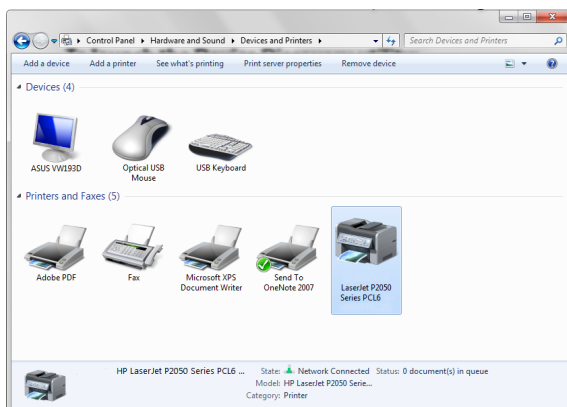 Control Panel Hardware and Sound Devices and Printers Search Devices and Printers
Add a device Add a printer See what's printing Print server properties Remove device
Devices (4)
ASUS VW193D
Optical USB
Mouse
USB Keyboard
Printers and Faxes (5)
Adobe PDF
Fax
Microsoft XPS
Document Writer
Send To
OneNote 2007
LaserJet P2050
Series PCL6
HP LaserJet P2050 Series PCL6 ... State: Network Connected Status: 0 document(s) in queue
Model: HP LaserJet P2050 Serie...
Category: Printer